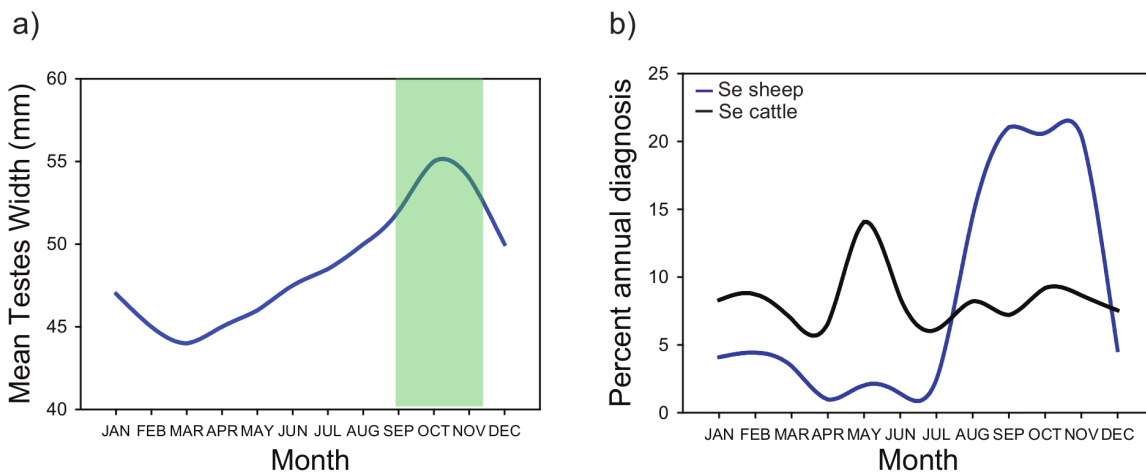 a)
Mean Testes Width (mm)
60
55
50
45
40
JAN FEB MAR APR MAY JUN JUL AUG SEP OCT NOV DEC
Month
b)
Percent annual diagnosis
25
20
15
10
5
0
Se sheep
Se cattle
JAN FEB MAR APR MAY JUN JUL AUG SEP OCT NOV DEC
Month